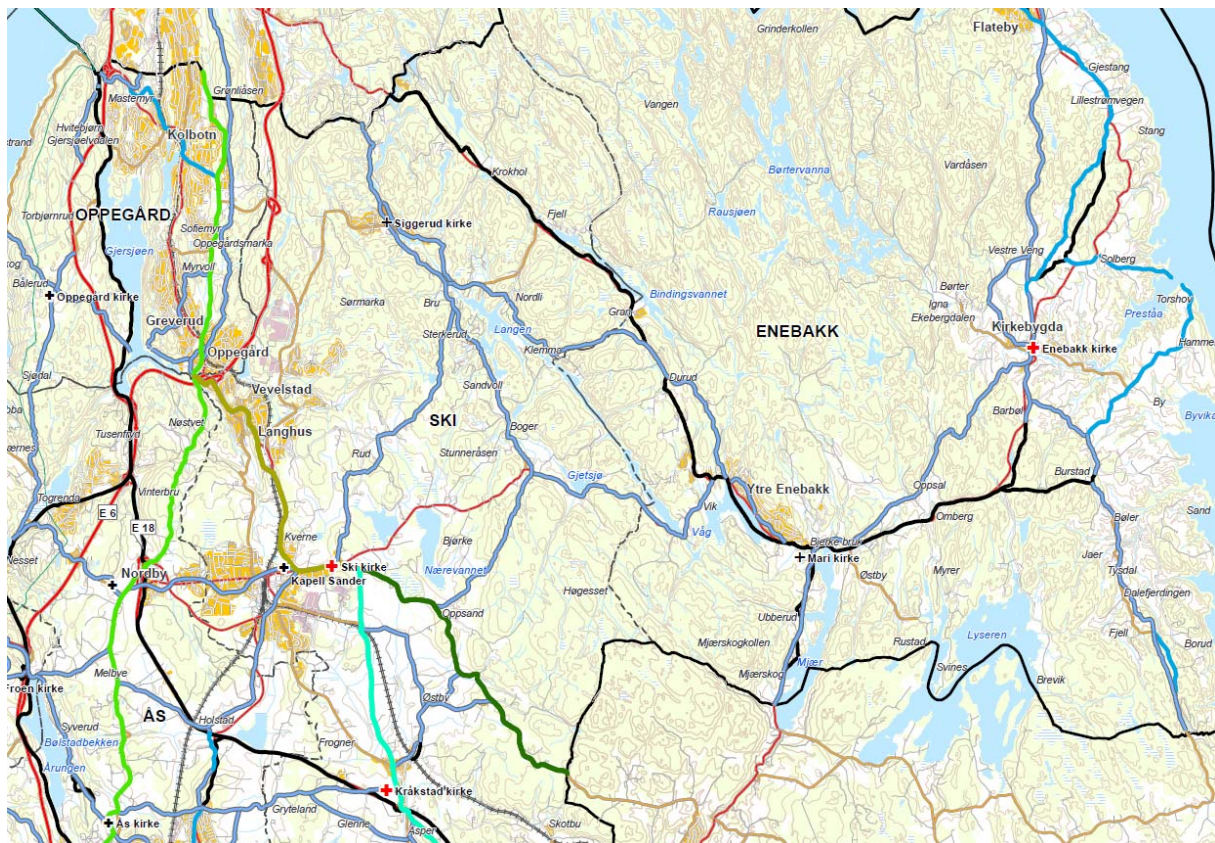 Flateby
Grinderkollen
Gjestang
Grønliåsen
Mastemyr
Lillestrømvegen
Vangen
Hvitebjørn
Gjersjøelvdalen
Kolbotn
Stang
strand
Krokhol
Vardåsen
Børtervanna
OPPEGÅRD
Torbjørnrud
Fjell
Rausjøen
Siggerud kirke
Sofiemyr
Oppegårdsmarka
Gjersjøen
Vestre Veng
Solberg
Myrvoll
Bålerud
Børter
Oppegård kirke
Sørmarka
Bru
Nordli
Bindingsvannet
Torshov
Igna
Ekebergdalen
Preståa
Greverud
Sterkerud
Langen
Gran
ENEBAKK
Kirkebygda
Klemma
Enebakk kirke
Hammer
Oppegård
Sjødal
Sandvoll
Durud
Vevelstad
By
Barbøl
Byvika
Nøstvet
SKI
Tusenfryd
Langhus
Boger
Rud
Stunneråsen
Burstad
Gjetsjø
Togrenda
Vinterbru
Oppsal
Ytre Enebakk
E 6
Vik
Sand
E 18
Omberg
Bøler
Kverne
Våg
Bjerke bruk
Bjørke
Jaer
Nesset
Mari kirke
Ski kirke
Nærevannet
Tysdal
Nordby
Kapell Sander
Myrer
Østby
Høgesset
Dalefjerdingen
Oppsand
Ubberud
Lyseren
Rustad
Fjell
Borud
Mjærskogkollen
Mjær
Svines
Melbye
Mjærskog
Brevik
Froen kirke
Østby
ÅS
Holstad
Syverud
Bølstadbekken
Frogner
Årungen
Kråkstad kirke
Gryteland
Ås kirke
Glenne
Asper
Skotbu